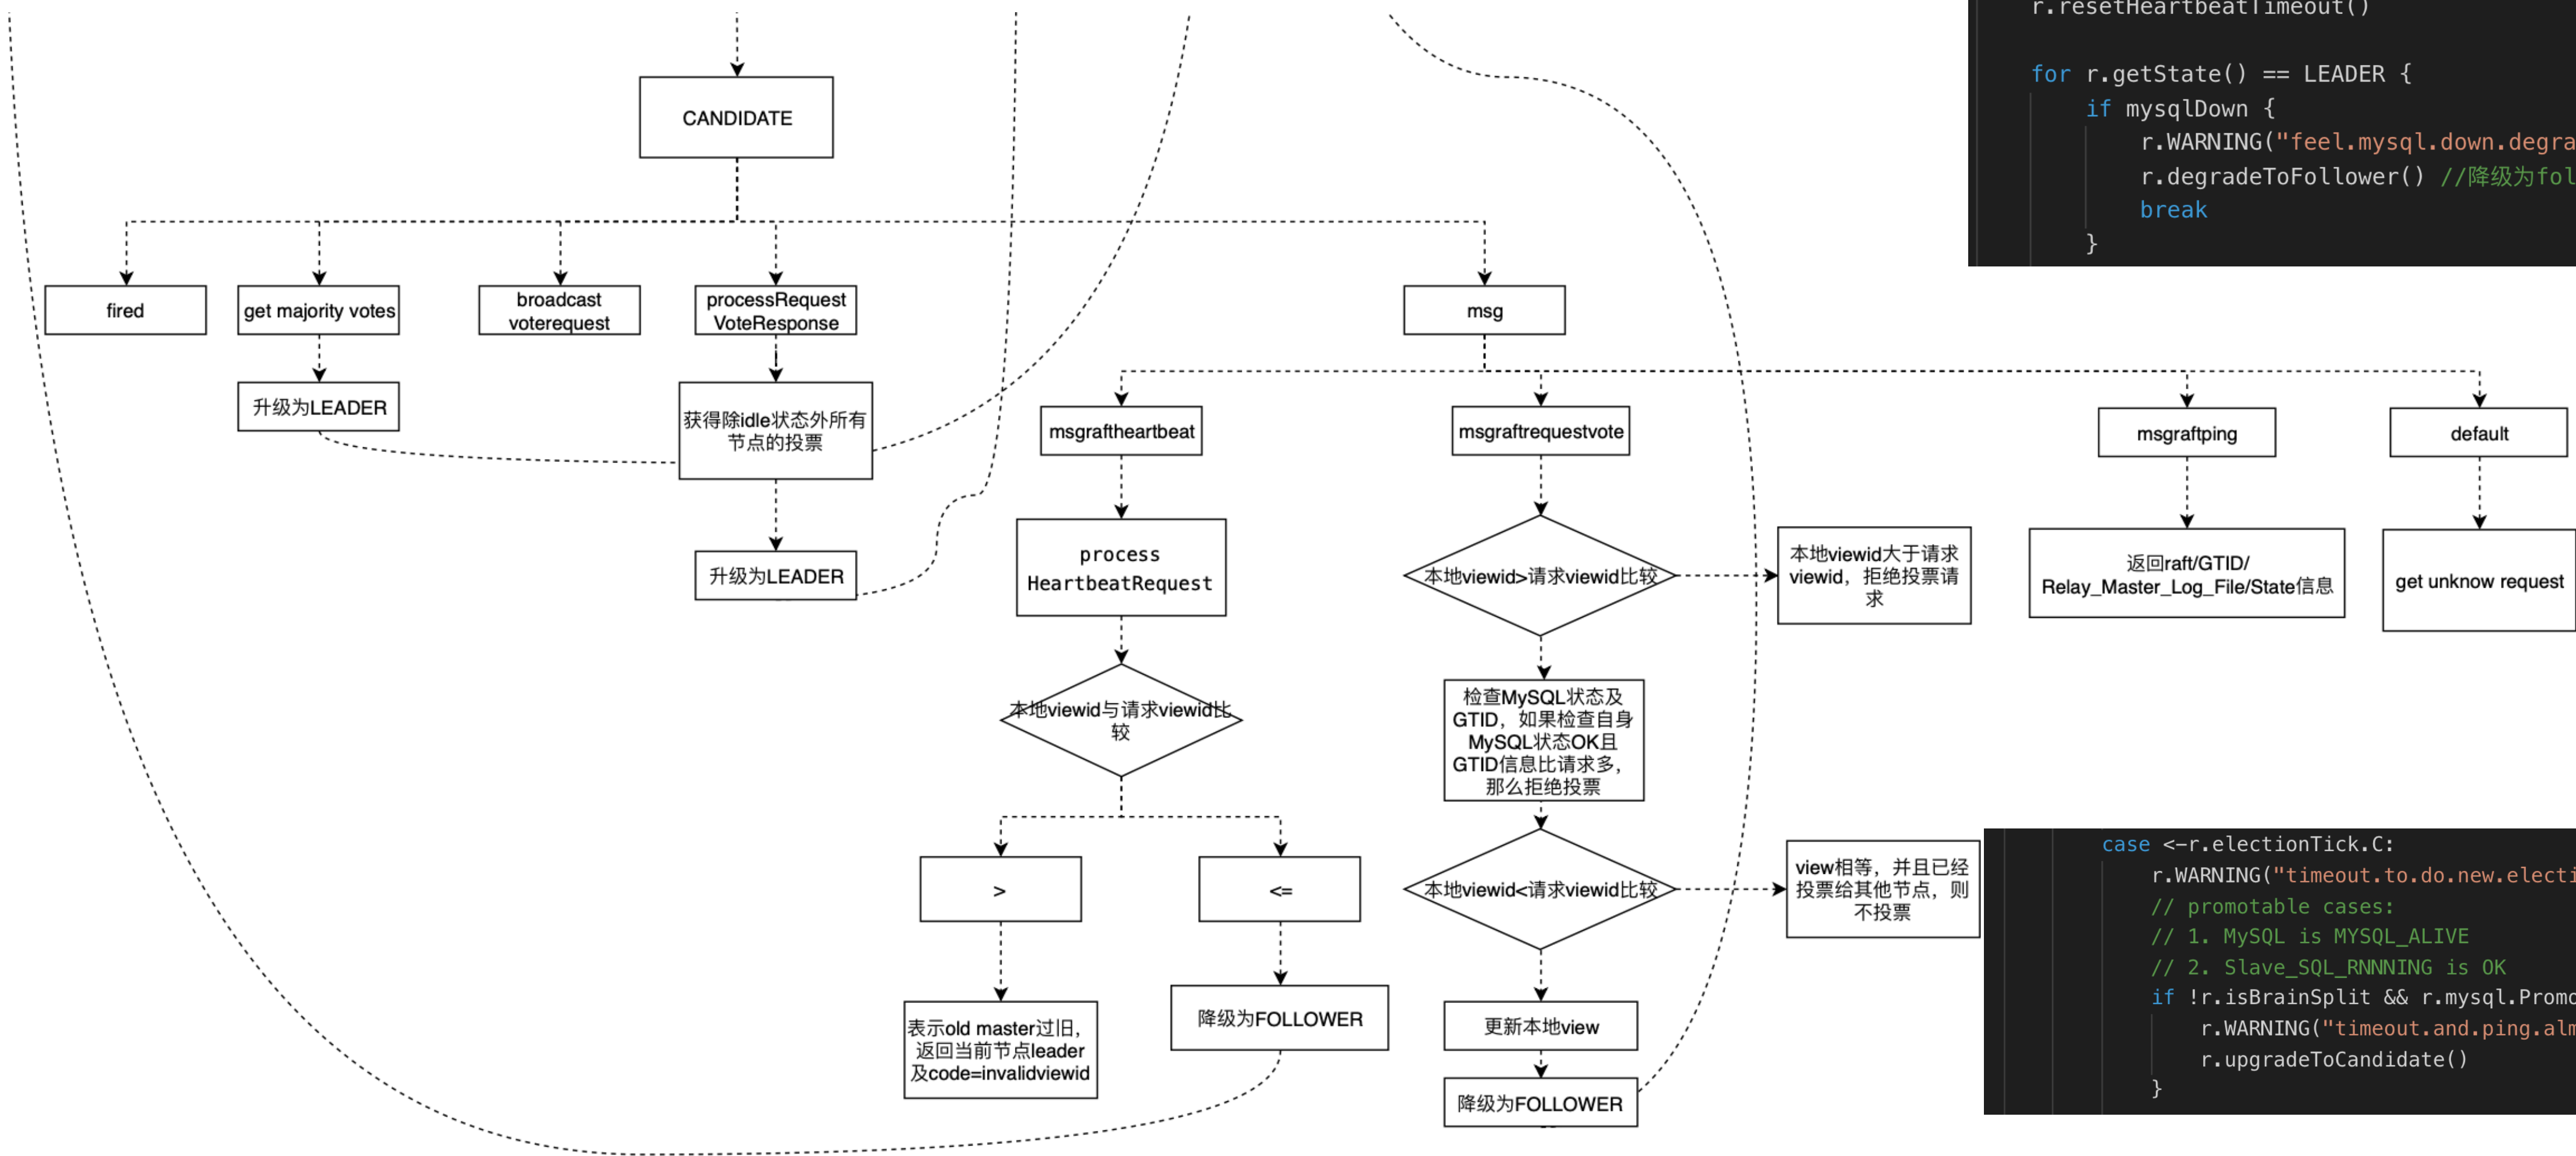 r.resetHeartbeatTimeout()
for r.getState() == LEADER {
if mysqlDown {
r.WARNING("feel.mysql.down.degra
r.degradeToFollower() //降级为fol
break
}
CANDIDATE
fired
get majority votes
broadcast
voterequest
processRequest
VoteResponse
msg
升级为LEADER
获得除idle状态外所有
节点的投票
升级为LEADER
msgraftheartbeat
msgraftrequestvote
msgraftping
default
process
HeartbeatRequest
本地viewid>请求viewid比较
本地viewid大于请求
viewid，拒绝投票请
求
返回raft/GTID/
Relay_Master_Log_File/State信息
get unknow request
本地viewid与请求viewid比
较
检查MySQL状态及
GTID，如果检查自身
MySQL状态OK且
GTID信息比请求多，
那么拒绝投票
>
<=
本地viewid<请求viewid比较
view相等，并且已经
投票给其他节点，则
不投票
表示old master过旧，
返回当前节点leader
及code=invalidviewid
降级为FOLLOWER
更新本地view
降级为FOLLOWER
case <-r.electionTick.C:
r.WARNING("timeout.to.do.new.electi
// promotable cases:
// 1. MySQL is MYSQL_ALIVE
// 2. Slave_SQL_RNNNING is OK
if !r.isBrainSplit && r.mysql.Promo
r.WARNING("timeout.and.ping.alm
r.upgradeToCandidate()
}